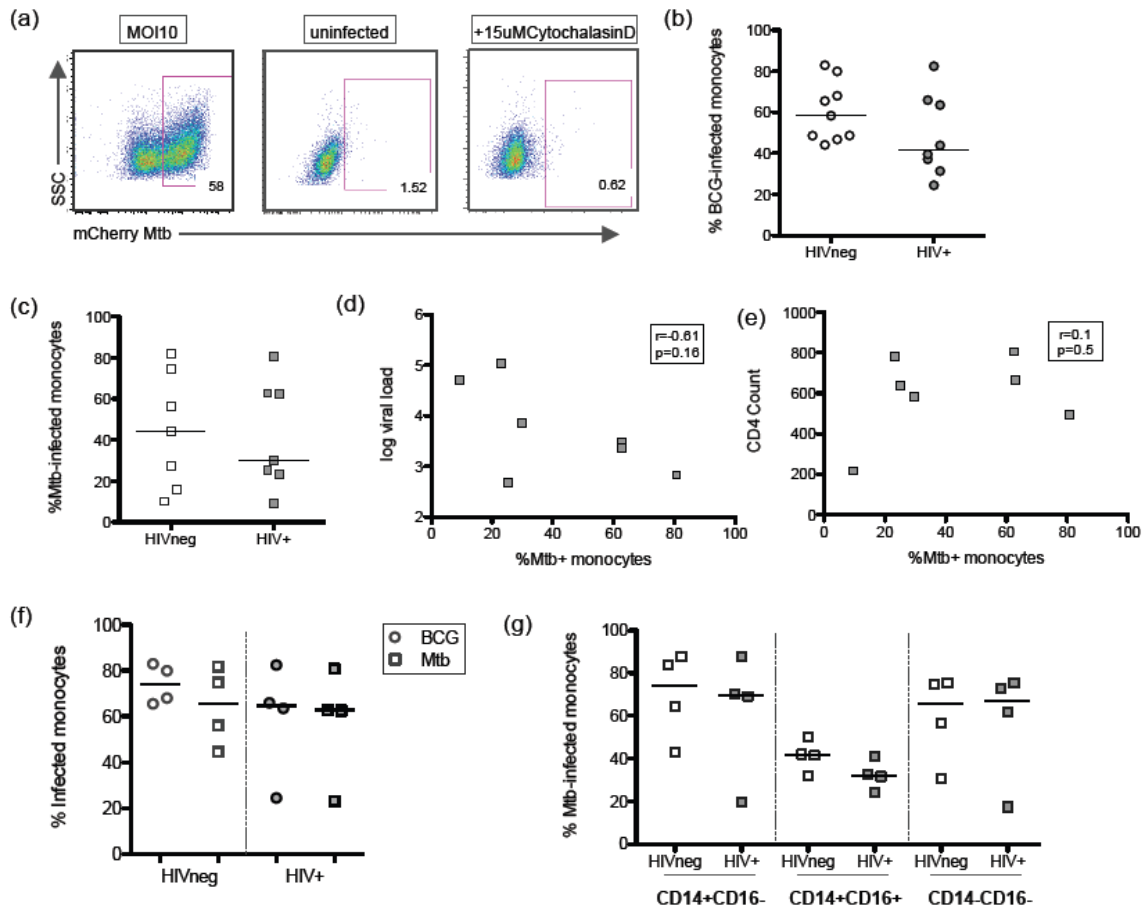 (a)
MOI10
uninfected
+15uMCytochalasinD
SSC
58
1.52
0.62
mCherry Mtb
(b)
% BCG-infected monocytes
100
80
60
40
20
0
HIVneg HIV+
(c)
%Mtb-infected monocytes
100
80
60
40
20
0
HIVneg HIV+
(d)
log viral load
6
5
4
3
2
r=-0.61
p=0.16
0 20 40 60 80 100
%Mtb+ monocytes
(e)
CD4 Count
1000
800
600
400
200
0
r=0.1
p=0.5
0 20 40 60 80 100
%Mtb+ monocytes
(f)
% Infected monocytes
100
80
60
40
20
0
BCG
Mtb
HIVneg HIV+
(g)
% Mtb-infected monocytes
100
80
60
40
20
0
HIVneg HIV+ HIVneg HIV+ HIVneg HIV+
CD14+CD16- CD14+CD16+ CD14-CD16-